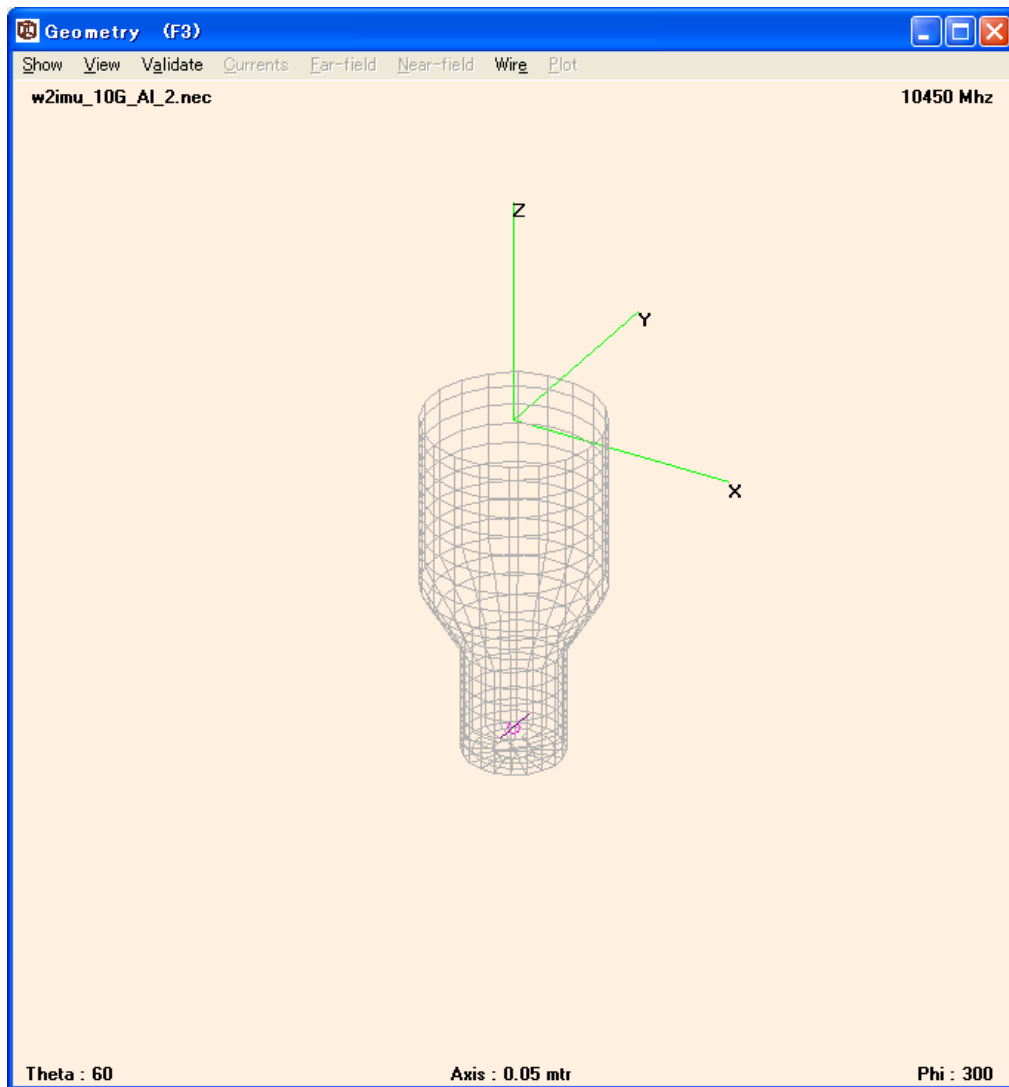 Geometry (F3)
Show View Validate Currents Far-field Near-field Wire Plot
w2imu_10G_Al_2.nec 10450 Mhz
Z
Y
X
Theta : 60 Axis : 0.05 mtr Phi : 300